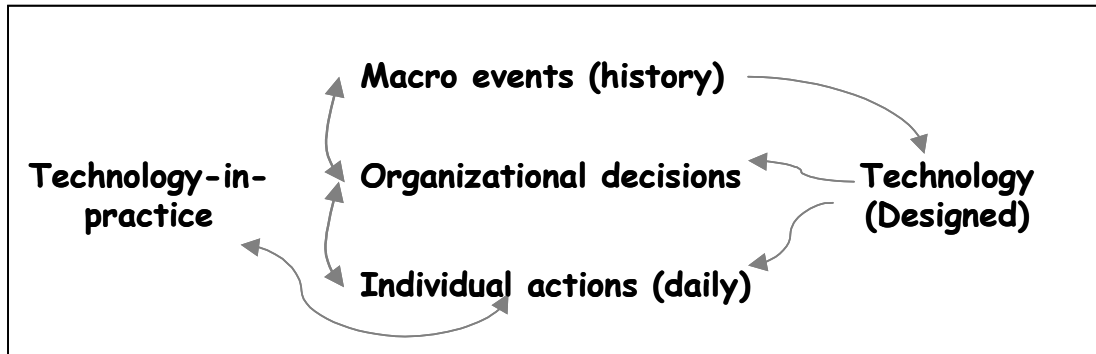 Macro events (history)
Technology-in-
practice
Organizational decisions
Technology
(Designed)
Individual actions (daily)